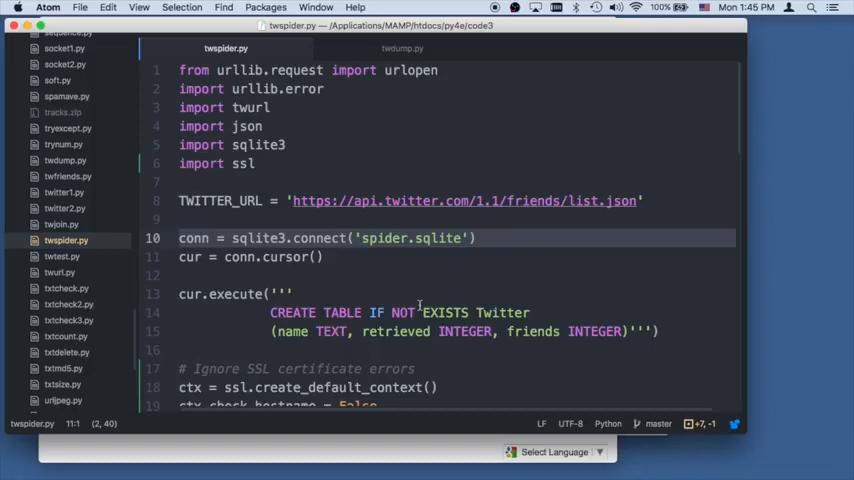 Atom File Edit View Selection Find Packages Window Help 100% Mon 1:45 PM
twspider.py — /Applications/MAMP/htdocs/py4e/code3
sequence.py
socket1.py
socket2.py
soft.py
spamave.py
tracks.zip
tryexcept.py
trynum.py
twdump.py
twfriends.py
twitter1.py
twitter2.py
twjoin.py
twspider.py
twtest.py
twurl.py
txtcheck.py
txtcheck2.py
txtcheck3.py
txtcount.py
txtdelete.py
txtmd5.py
txtsize.py
urljpeg.py
twspider.py twdump.py
1 from urllib.request import urlopen
2 import urllib.error
3 import twurl
4 import json
5 import sqlite3
6 import ssl
7
8 TWITTER_URL = 'https://api.twitter.com/1.1/friends/list.json'
9
10 conn = sqlite3.connect('spider.sqlite')
11 cur = conn.cursor()
12
13 cur.execute('''
14 CREATE TABLE IF NOT EXISTS Twitter
15 (name TEXT, retrieved INTEGER, friends INTEGER)''')
16
17 # Ignore SSL certificate errors
18 ctx = ssl.create_default_context()
19 ctx.check_hostname = False
twspider.py 11:1 (2, 40) LF UTF-8 Python master +7, -1
Select Language